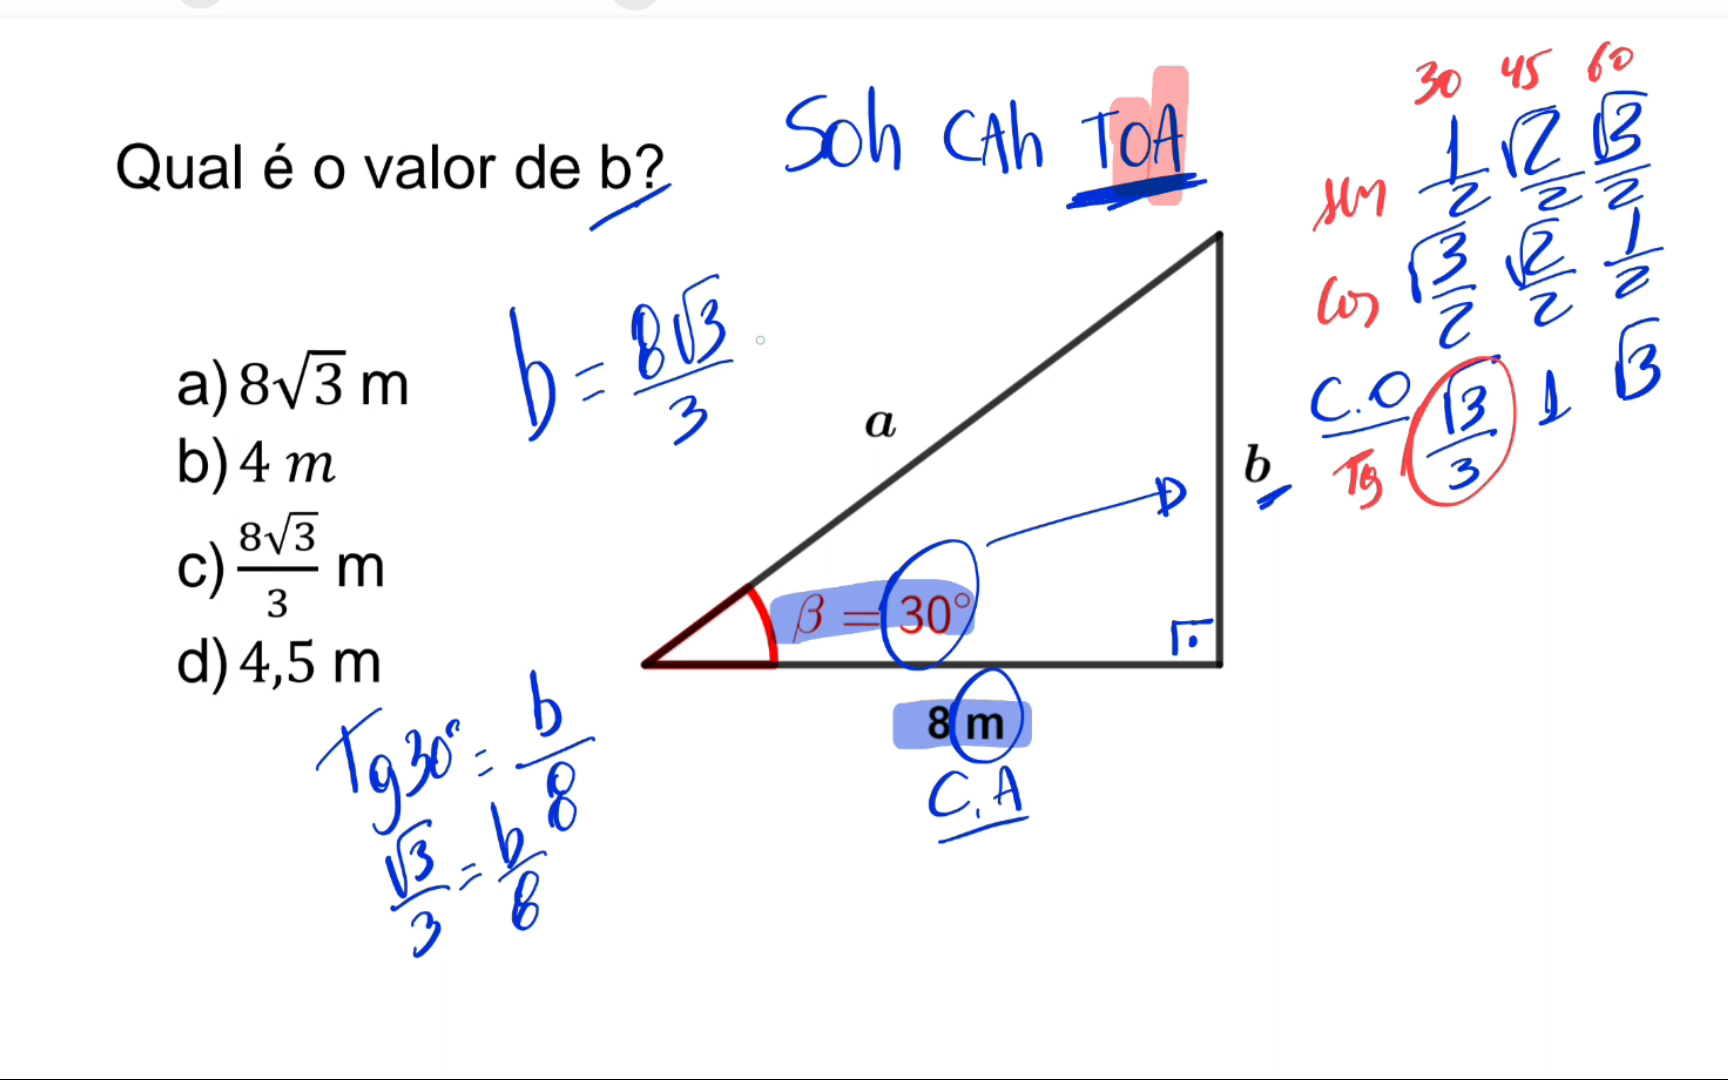 Qual é o valor de b?
Soh CAh TOA
30 45 60
sen 1/2 √2/2 √3/2
Cos √3/2 √2/2 1/2
Tg √3/3 1 √3
a) 8√3 m
b) 4 m
c) 8√3/3 m
d) 4,5 m
b = 8√3/3
a
b
C.O
β = 30°
8 m
C.A
Tg30° = b/8
√3/3 = b/8